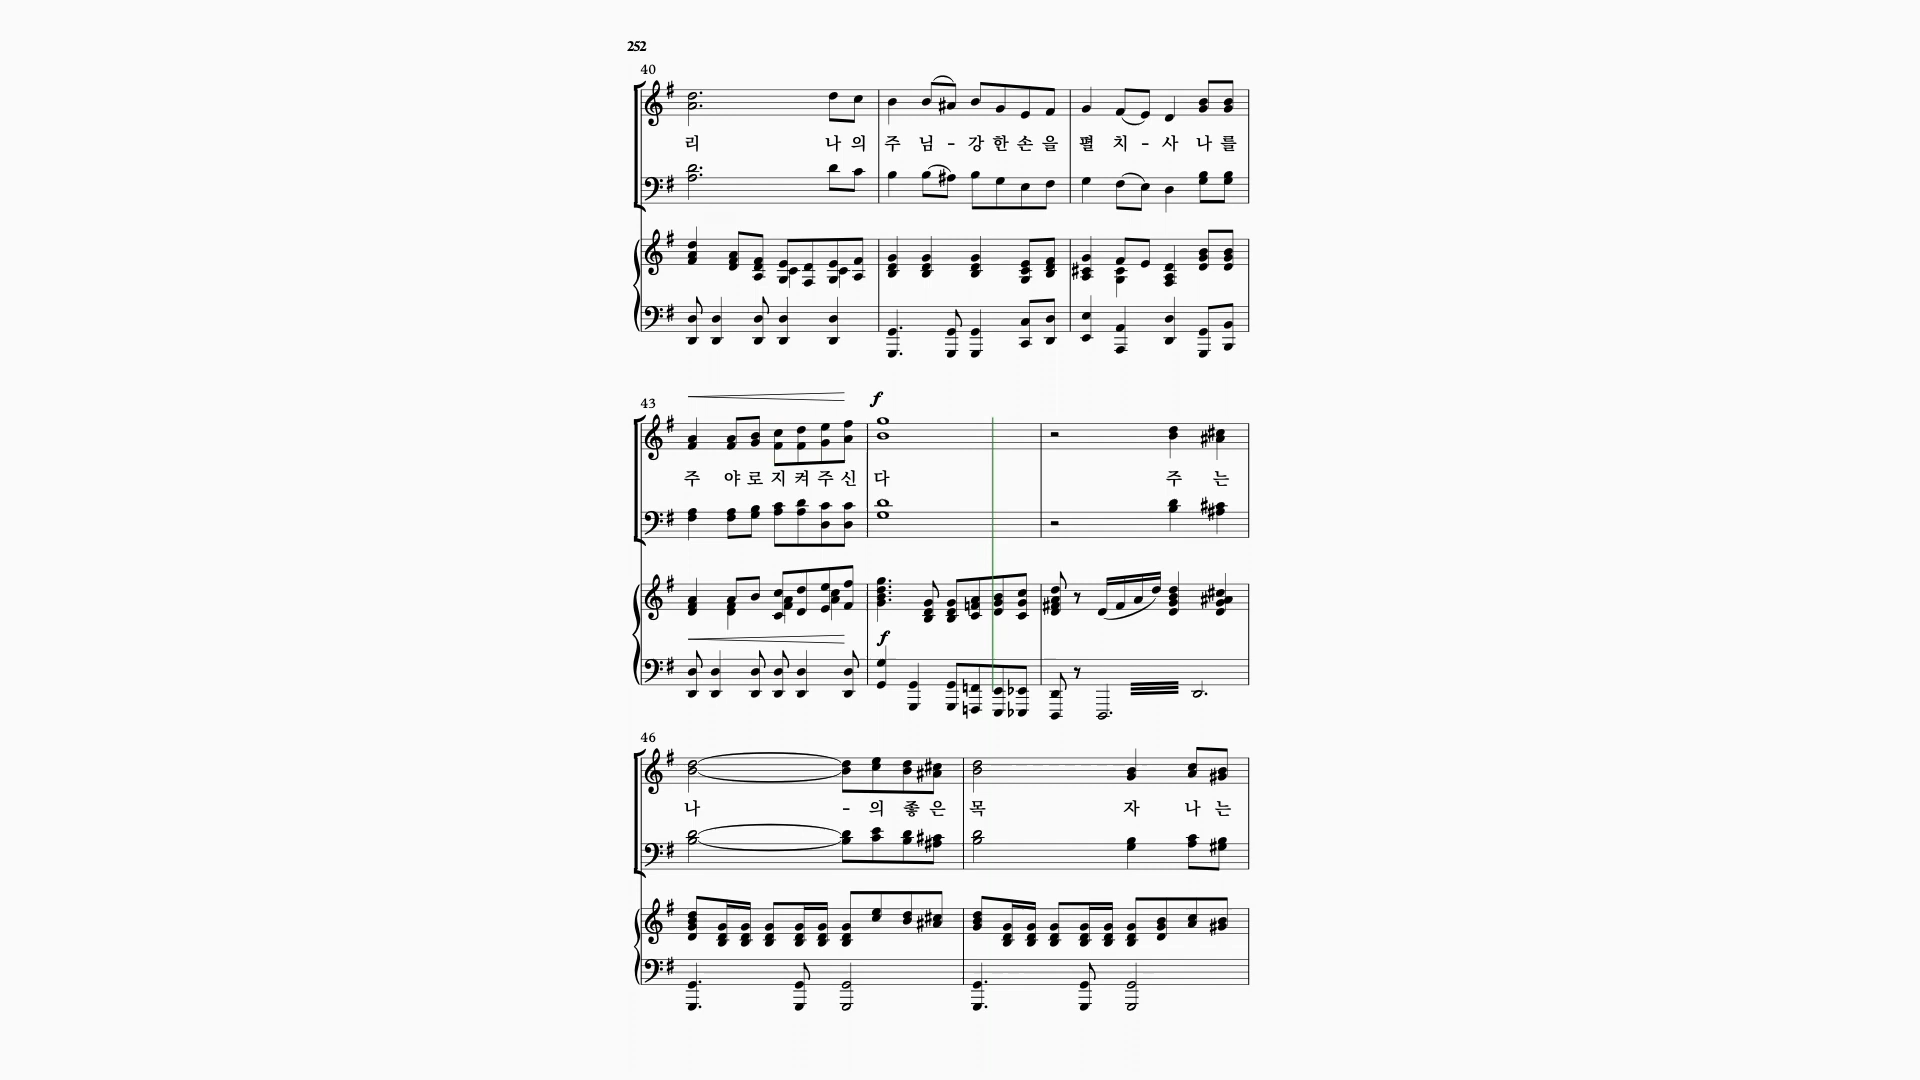 252
40
리 나 의 주 님 - 강 한 손 을 펼 치 - 사 나 를
43
f
주 야 로 지 켜 주 신 다 주 는
f
46
나 - 의 좋 은 목 자 나 는